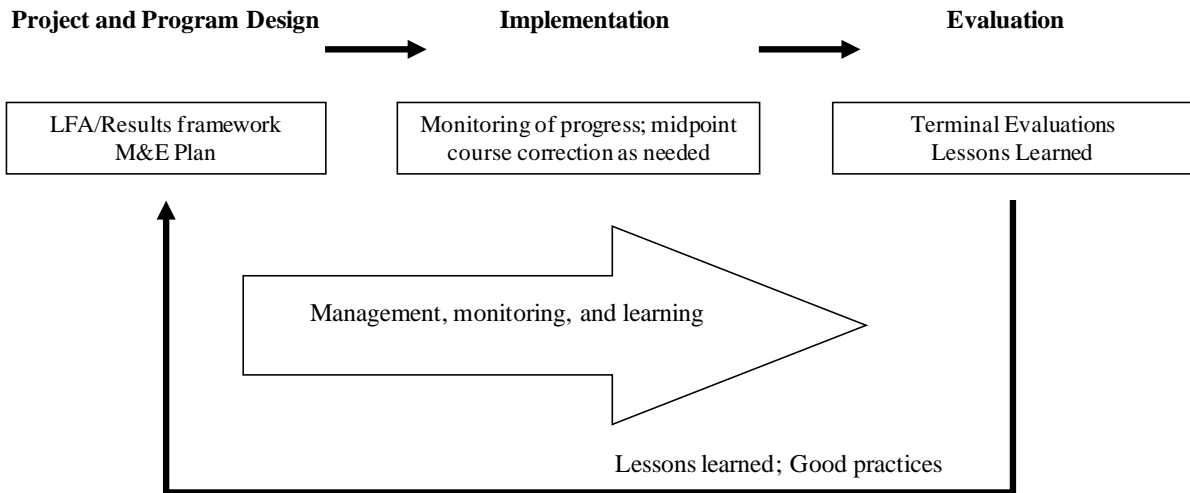 Project and Program Design
Implementation
Evaluation
LFA/Results framework
M&E Plan
Monitoring of progress; midpoint
course correction as needed
Terminal Evaluations
Lessons Learned
Management, monitoring, and learning
Lessons learned; Good practices